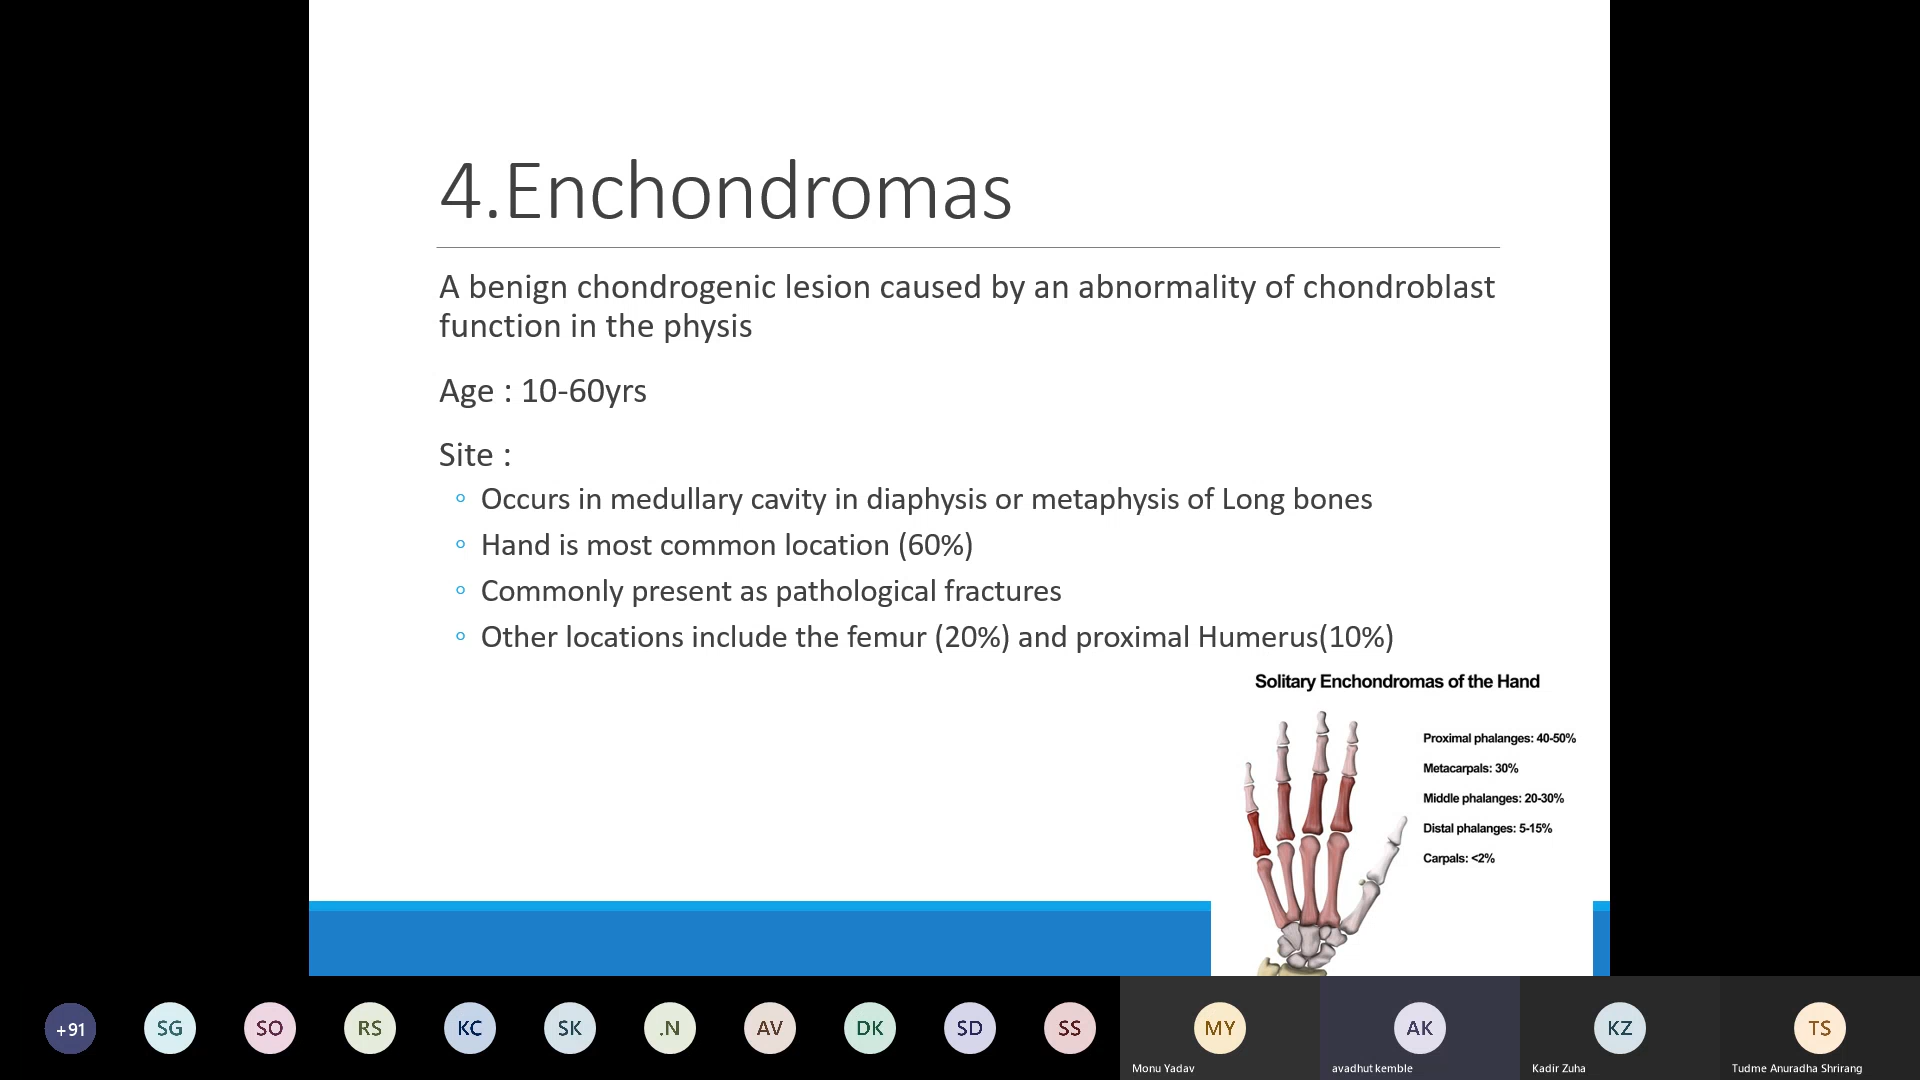 4.Enchondromas
A benign chondrogenic lesion caused by an abnormality of chondroblast
function in the physis
Age : 10-60yrs
Site :
◦ Occurs in medullary cavity in diaphysis or metaphysis of Long bones
◦ Hand is most common location (60%)
◦ Commonly present as pathological fractures
◦ Other locations include the femur (20%) and proximal Humerus(10%)
Solitary Enchondromas of the Hand
Proximal phalanges: 40-50%
Metacarpals: 30%
Middle phalanges: 20-30%
Distal phalanges: 5-15%
Carpals: <2%
+91 SG SO RS KC SK .N AV DK SD SS MY AK KZ TS
Monu Yadav avadhut kemble Kadir Zuha Tudme Anuradha Shrirang